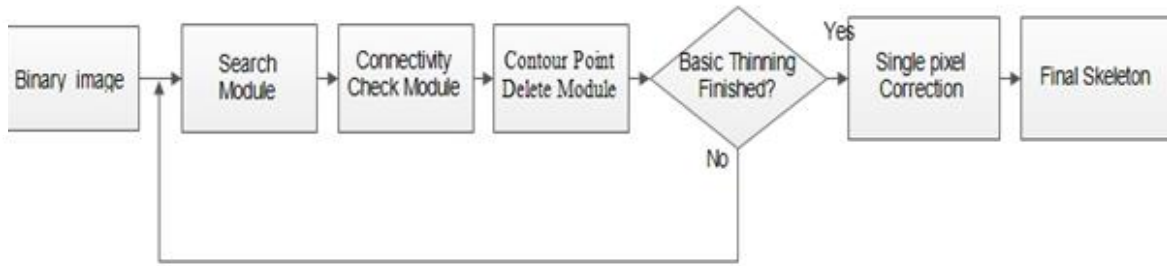 Binary image
Search
Module
Connectivity
Check Module
Contour Point
Delete Module
Basic Thinning
Finished?
Yes
No
Single pixel
Correction
Final Skeleton